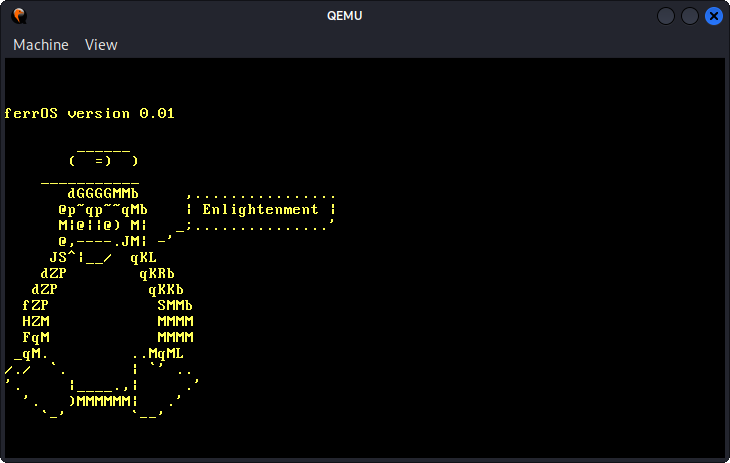 QEMU
Machine View
ferrOS version 0.01
          ______
         (  =)  )
    ___________
       dGGGGMMb     ,................
      @p~qp~~qMb    ¦ Enlightenment ¦
      M¦@¦¦@) M¦   _;...............'
      @,----.JM¦ -'
     JS^¦__/  qKL
    dZP        qKRb
   dZP          qKKb
  fZP            SMMb
  HZM            MMMM
  FqM            MMMM
 _qM.         ..MqML
/./  `.       ¦ `' ..
'.     ¦____.,¦     .'
  '.   )MMMMMM¦   .'
    `-'       `--'